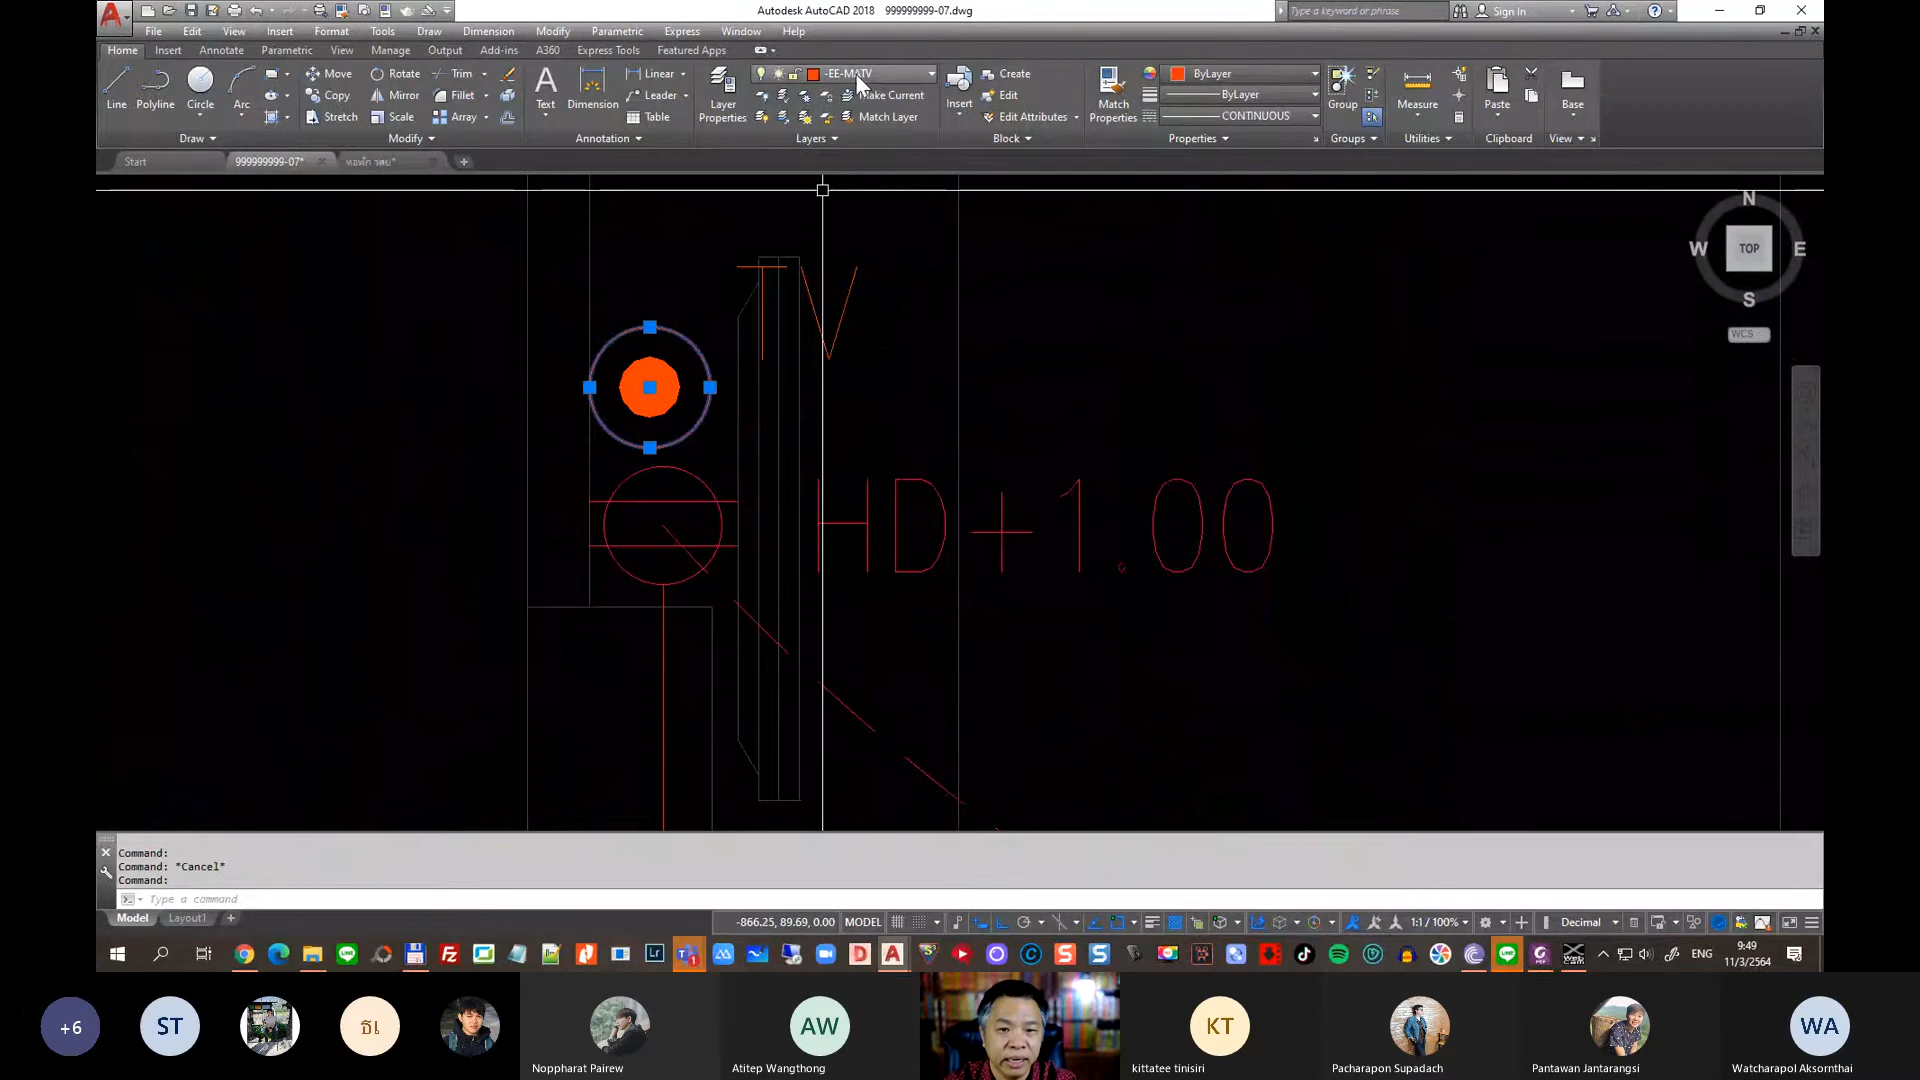 Autodesk AutoCAD 2018 999999999-07.dwg
Type a keyword or phrase
Sign In
File Edit View Insert Format Tools Draw Dimension Modify Parametric Express Window Help
Home Insert Annotate Parametric View Manage Output Add-ins A360 Express Tools Featured Apps
Line Polyline Circle Arc
Move Rotate Trim
Copy Mirror Fillet
Stretch Scale Array
Text Dimension
Linear
Leader
Table
Layer Properties
-EE-MATV
Make Current
Match Layer
Insert
Create
Edit
Edit Attributes
Match Properties
ByLayer
ByLayer
CONTINUOUS
Group
Measure
Paste
Base
Draw Modify Annotation Layers Block Properties Groups Utilities Clipboard View
Start 999999999-07*
TV
HD+1.00
N
W TOP E
S
WCS
Command:
Command: *Cancel*
Command:
Type a command
Model Layout1
-866.25, 89.69, 0.00 MODEL 1:1 / 100% Decimal
ENG
9:49
11/3/2564
+6 ST ธเ AW KT WA
Noppharat Pairew
Atitep Wangthong
kittatee tinisiri
Pacharapon Supadach
Pantawan Jantarangsi
Watcharapol Aksornthai